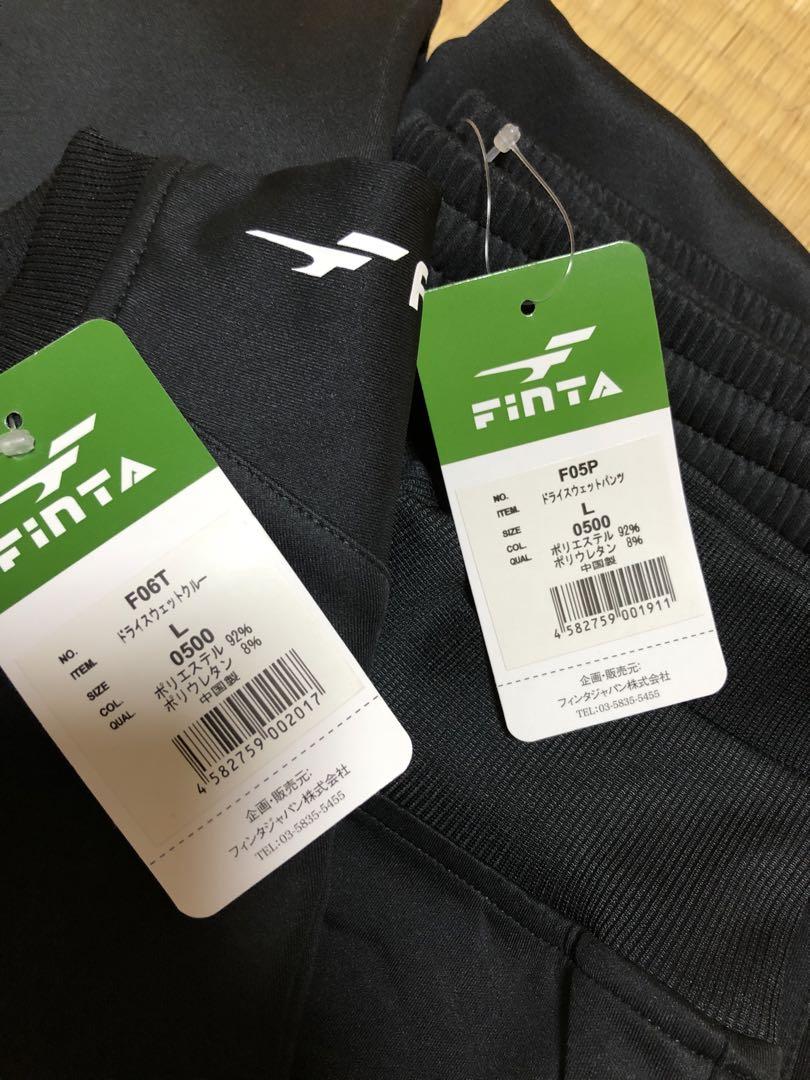 FiNTA
NO. F06T
ITEM. ドライスウェットクルー
SIZE L
COL. 0500
QUAL. ポリエステル 92%
ポリウレタン 8%
中国製
4 582759 002017
企画・販売元:
フィンタジャパン株式会社
TEL:03-5835-5455
FiNTA
NO. F05P
ITEM. ドライスウェットパンツ
SIZE L
COL. 0500
QUAL. ポリエステル 92%
ポリウレタン 8%
中国製
4 582759 001911
企画・販売元:
フィンタジャパン株式会社
TEL:03-5835-5455